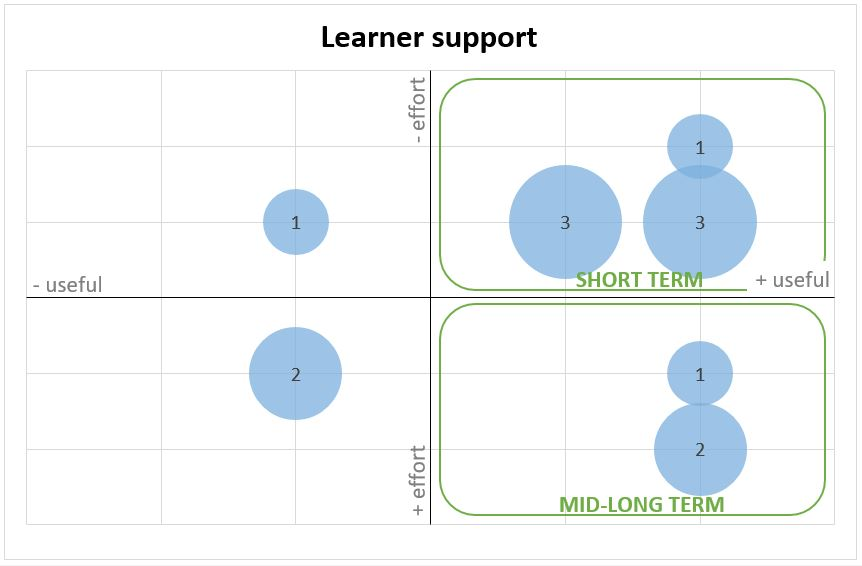 Learner support
- effort
1
1
3
3
- useful
SHORT TERM
+ useful
2
1
2
+ effort
MID-LONG TERM